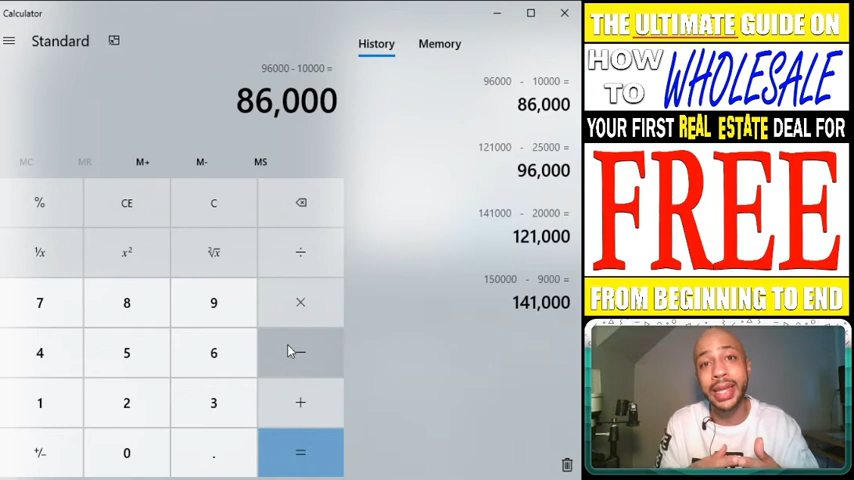 Calculator
Standard
96000 - 10000 =
86,000
MC MR M+ M- MS
% CE C
¹/x x² ²√x ÷
7 8 9 ×
4 5 6 −
1 2 3 +
+/− 0 . =
History Memory
96000 - 10000 =
86,000
121000 - 25000 =
96,000
141000 - 20000 =
121,000
150000 - 9000 =
141,000
THE ULTIMATE GUIDE ON
HOW TO WHOLESALE
YOUR FIRST REAL ESTATE DEAL FOR
FREE
FROM BEGINNING TO END